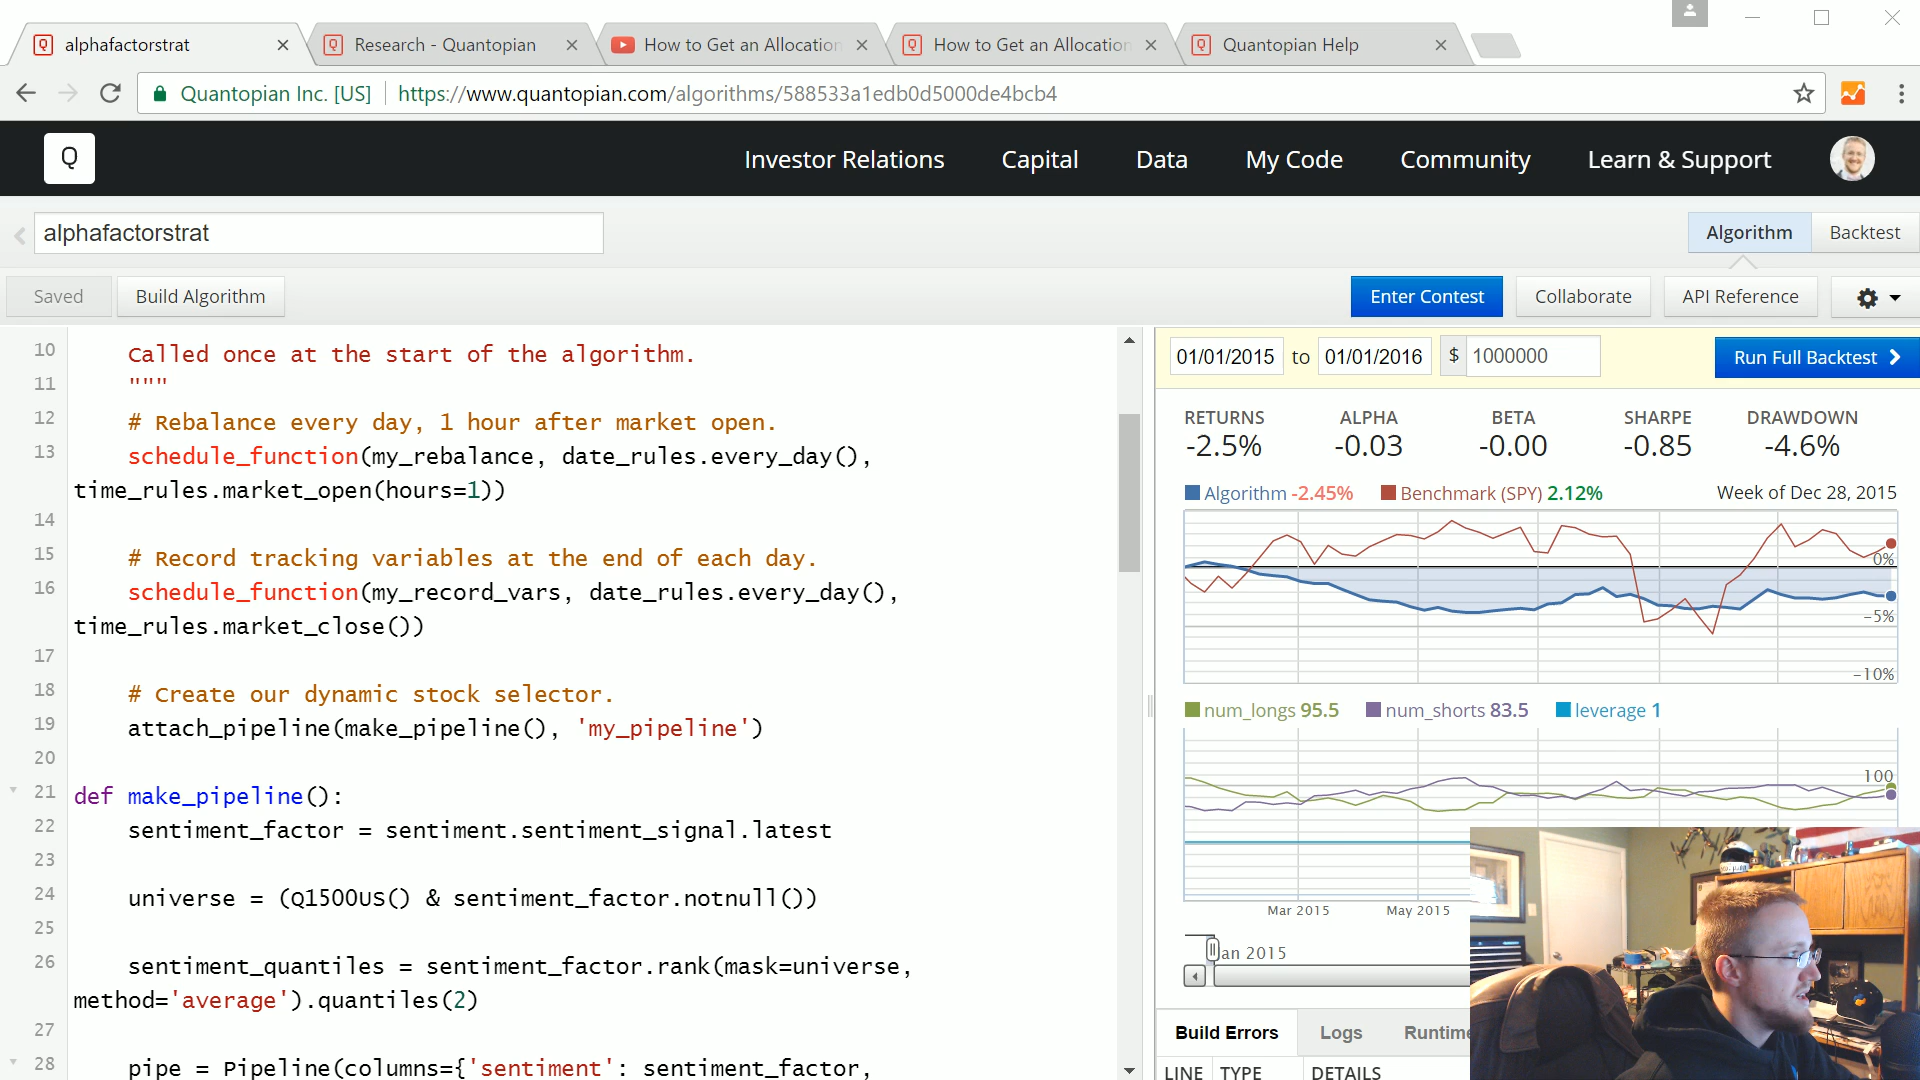 alphafactorstrat
Research - Quantopian
How to Get an Allocation
How to Get an Allocation
Quantopian Help
Quantopian Inc. [US]
https://www.quantopian.com/algorithms/588533a1edb0d5000de4bcb4
Q
Investor Relations
Capital
Data
My Code
Community
Learn & Support
alphafactorstrat
Algorithm
Backtest
Saved
Build Algorithm
Enter Contest
Collaborate
API Reference
10 Called once at the start of the algorithm.
11 """
12 # Rebalance every day, 1 hour after market open.
13 schedule_function(my_rebalance, date_rules.every_day(),
time_rules.market_open(hours=1))
14
15 # Record tracking variables at the end of each day.
16 schedule_function(my_record_vars, date_rules.every_day(),
time_rules.market_close())
17
18 # Create our dynamic stock selector.
19 attach_pipeline(make_pipeline(), 'my_pipeline')
20
21 def make_pipeline():
22 sentiment_factor = sentiment.sentiment_signal.latest
23
24 universe = (Q1500US() & sentiment_factor.notnull())
25
26 sentiment_quantiles = sentiment_factor.rank(mask=universe,
method='average').quantiles(2)
27
28 pipe = Pipeline(columns={'sentiment': sentiment_factor,
01/01/2015 to 01/01/2016 $ 1000000
Run Full Backtest
RETURNS ALPHA BETA SHARPE DRAWDOWN
-2.5% -0.03 -0.00 -0.85 -4.6%
Algorithm -2.45% Benchmark (SPY) 2.12% Week of Dec 28, 2015
0%
-5%
-10%
num_longs 95.5 num_shorts 83.5 leverage 1
100
Mar 2015 May 2015
an 2015
Build Errors Logs Runtime
LINE TYPE DETAILS